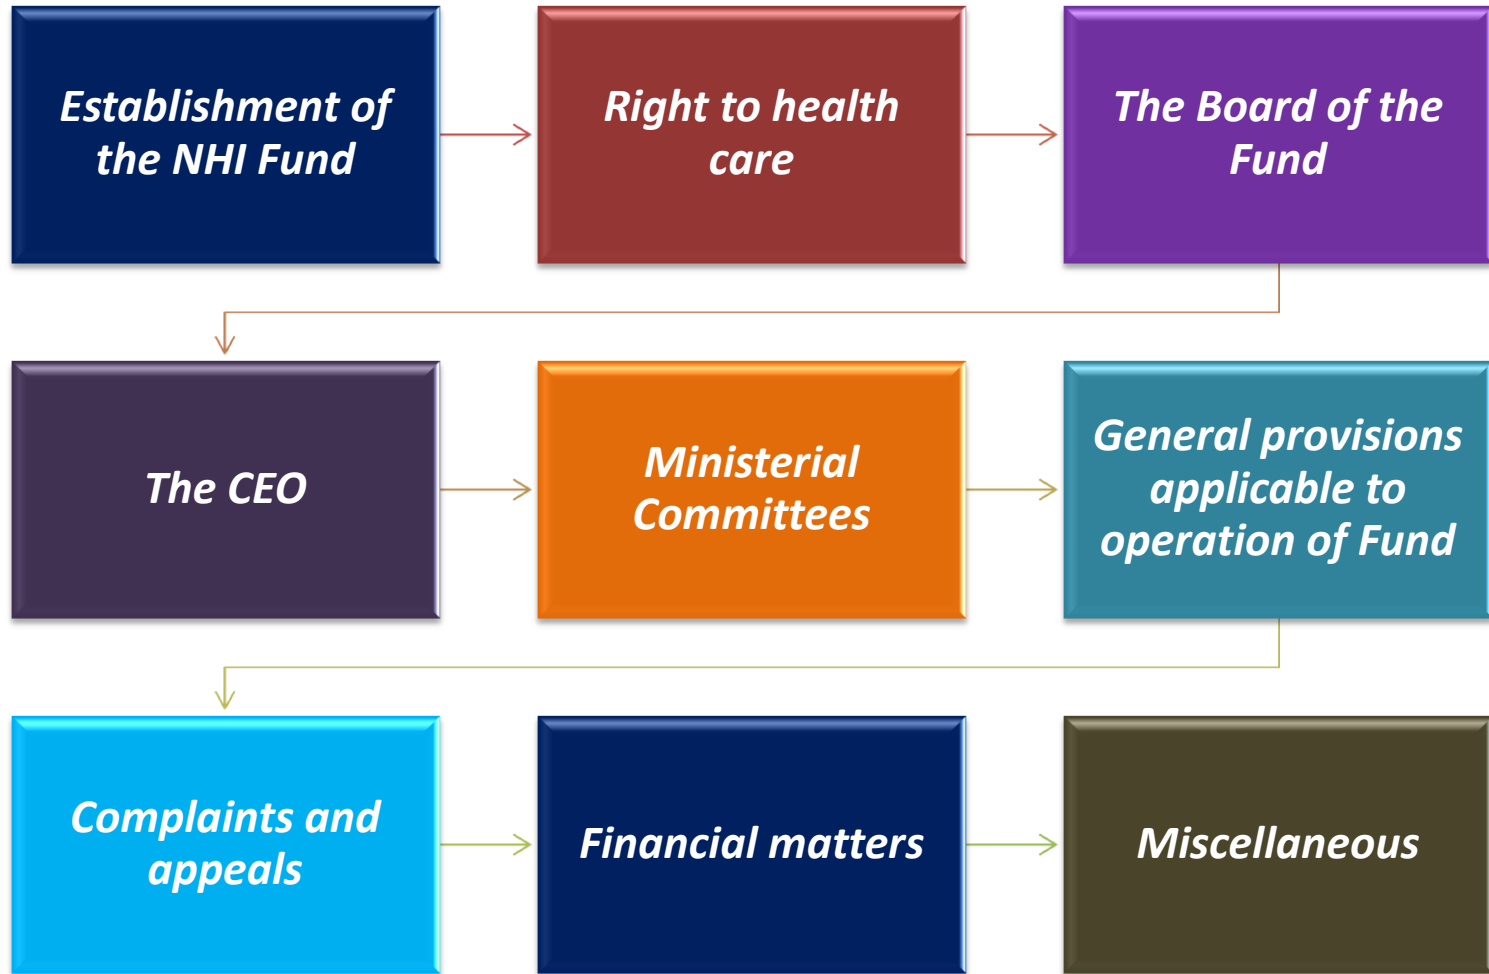 Establishment of
the NHI Fund
Right to health
care
The Board of the
Fund
The CEO
Ministerial
Committees
General provisions
applicable to
operation of Fund
Complaints and
appeals
Financial matters
Miscellaneous